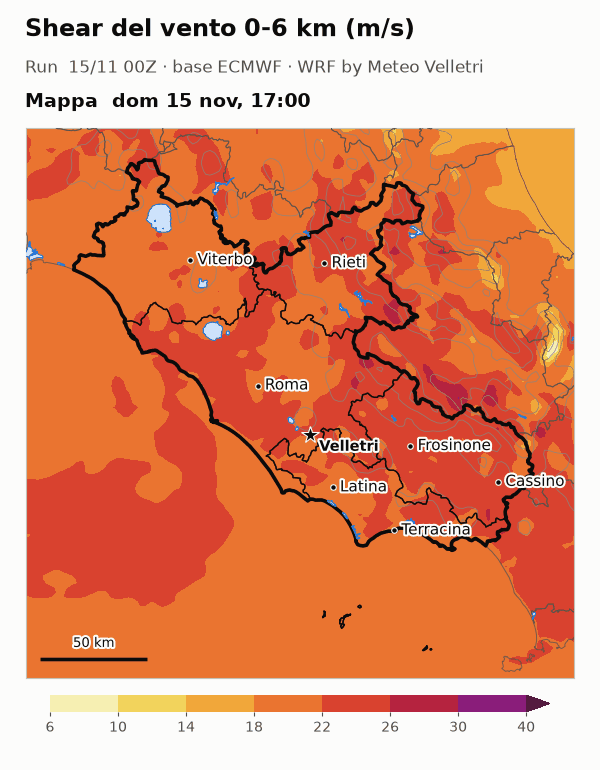 Shear del vento 0-6 km (m/s)
Run  15/11 00Z · base ECMWF · WRF by Meteo Velletri
Mappa  dom 15 nov, 17:00
Viterbo
Rieti
Roma
Velletri
Frosinone
Latina
Cassino
Terracina
50 km
6 10 14 18 22 26 30 40